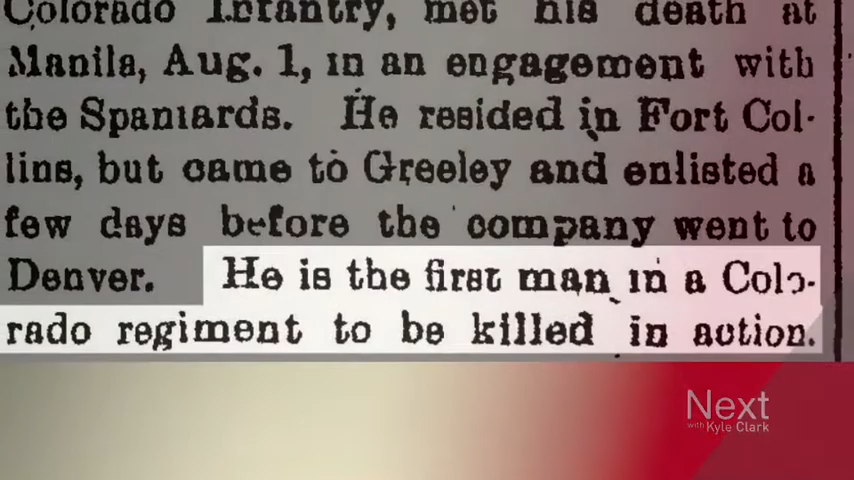 Colorado Infantry, met his death at
Manila, Aug. 1, in an engagement with
the Spaniards. He resided in Fort Col-
lins, but came to Greeley and enlisted a
few days before the company went to
Denver. He is the first man in a Colo-
rado regiment to be killed in action.
Next
with Kyle Clark